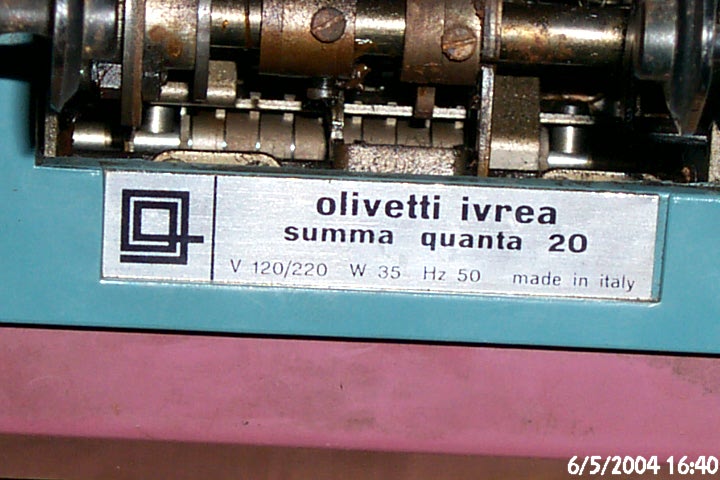 olivetti ivrea
summa quanta 20
V 120/220 W 35 Hz 50 made in italy
6/5/2004 16:40